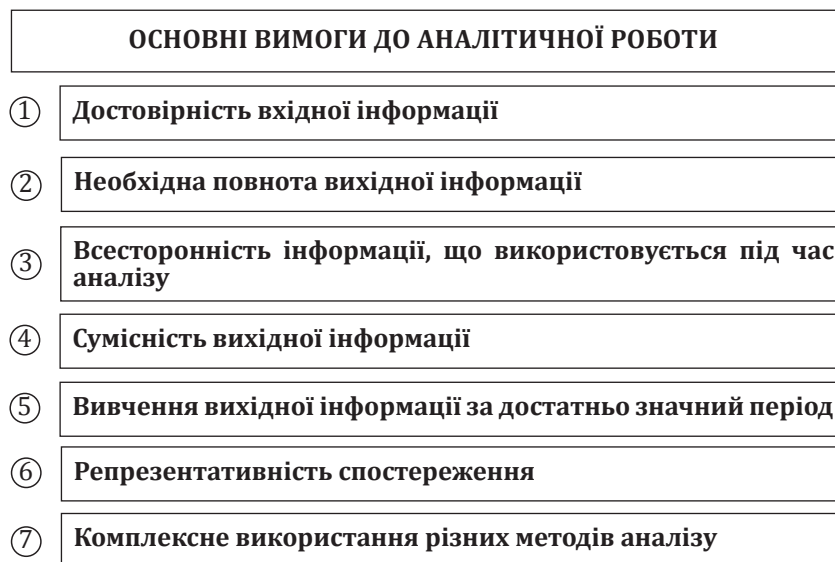 ОСНОВНІ ВИМОГИ ДО АНАЛІТИЧНОЇ РОБОТИ
1 Достовірність вхідної інформації
2 Необхідна повнота вихідної інформації
3 Всесторонність інформації, що використовується під час
аналізу
4 Сумісність вихідної інформації
5 Вивчення вихідної інформації за достатньо значний період
6 Репрезентативність спостереження
7 Комплексне використання різних методів аналізу